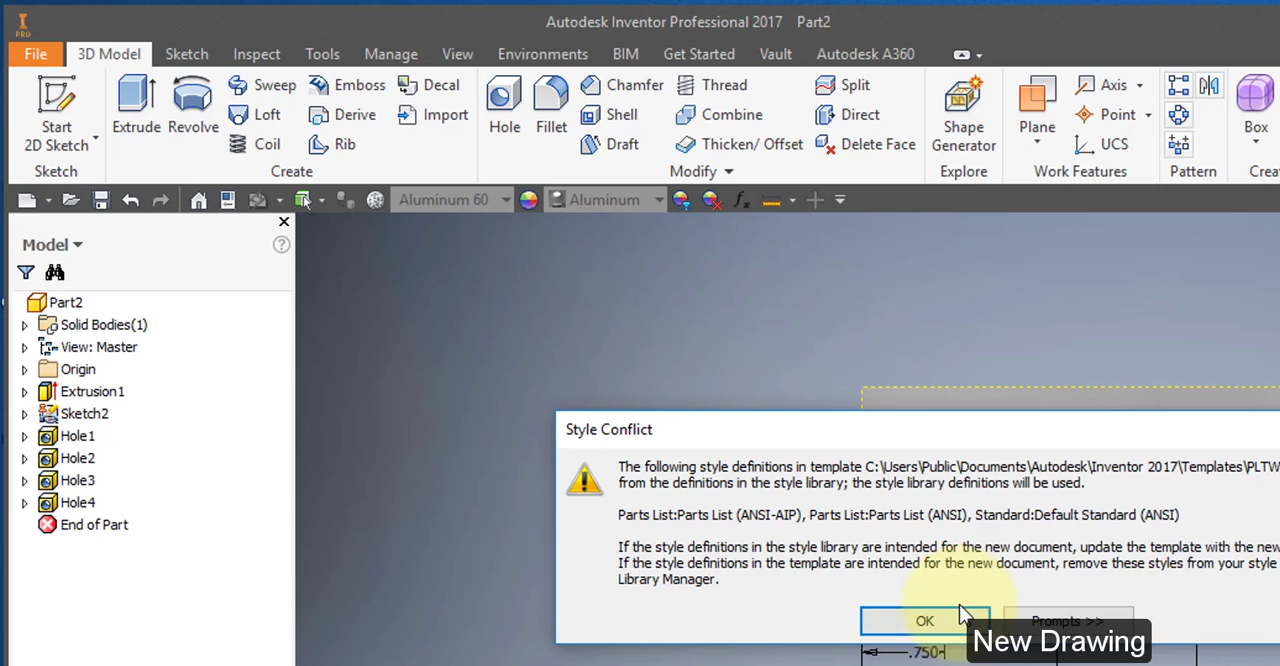 Autodesk Inventor Professional 2017 Part2
PRO
File 3D Model Sketch Inspect Tools Manage View Environments BIM Get Started Vault Autodesk A360
Start
2D Sketch
Extrude Revolve
Sweep Emboss Decal
Loft Derive Import
Coil Rib
Hole Fillet
Chamfer Thread Split
Shell Combine Direct
Draft Thicken/ Offset Delete Face
Shape
Generator
Plane
Axis
Point
UCS
Box
Sketch Create Modify Explore Work Features Pattern Crea
Aluminum 60 Aluminum fx
Model
Part2
Solid Bodies(1)
View: Master
Origin
Extrusion1
Sketch2
Hole1
Hole2
Hole3
Hole4
End of Part
Style Conflict
The following style definitions in template C:\Users\Public\Documents\Autodesk\Inventor 2017\Templates\PLTW
from the definitions in the style library; the style library definitions will be used.
Parts List:Parts List (ANSI-AIP), Parts List:Parts List (ANSI), Standard:Default Standard (ANSI)
If the style definitions in the style library are intended for the new document, update the template with the new
If the style definitions in the template are intended for the new document, remove these styles from your style
Library Manager.
OK Prompts >>
New Drawing
.750